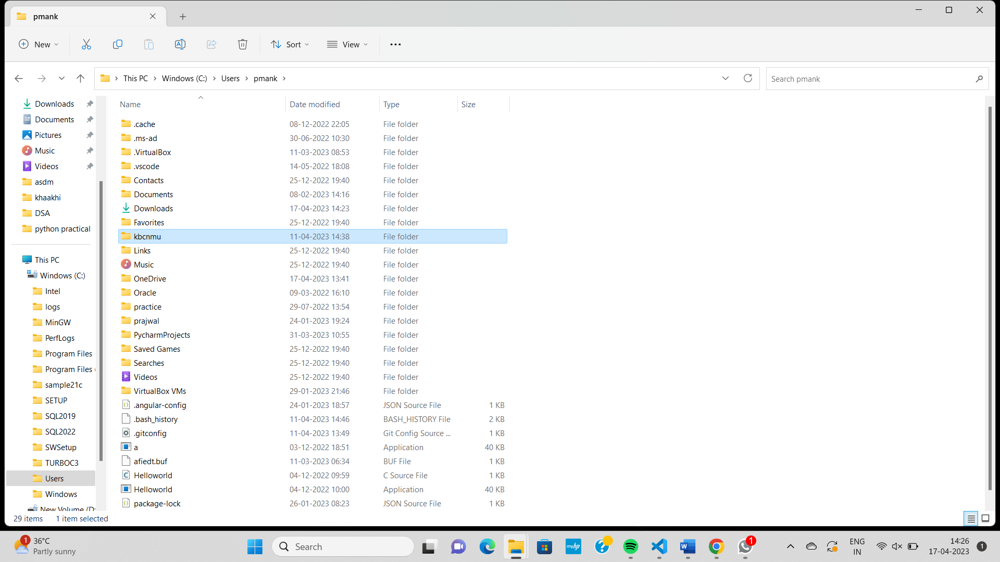 pmank
New
Sort
View
This PC > Windows (C:) > Users > pmank >
Search pmank
Downloads
Documents
Pictures
Music
Videos
asdm
khaakhi
DSA
python practical
This PC
Windows (C:)
Intel
logs
MinGW
PerfLogs
Program Files
Program Files (
sample21c
SETUP
SQL2019
SQL2022
SWSetup
TURBOC3
Users
Windows
New Volume (D:
Name Date modified Type Size
.cache 08-12-2022 22:05 File folder
.ms-ad 30-06-2022 10:30 File folder
.VirtualBox 11-03-2023 08:53 File folder
.vscode 14-05-2022 18:08 File folder
Contacts 25-12-2022 19:40 File folder
Documents 08-02-2023 14:16 File folder
Downloads 17-04-2023 14:23 File folder
Favorites 25-12-2022 19:40 File folder
kbcnmu 11-04-2023 14:38 File folder
Links 25-12-2022 19:40 File folder
Music 25-12-2022 19:40 File folder
OneDrive 17-04-2023 13:41 File folder
Oracle 09-03-2022 16:10 File folder
practice 29-07-2022 13:54 File folder
prajwal 24-01-2023 19:24 File folder
PycharmProjects 31-03-2023 10:55 File folder
Saved Games 25-12-2022 19:40 File folder
Searches 25-12-2022 19:40 File folder
Videos 25-12-2022 19:40 File folder
VirtualBox VMs 29-01-2023 21:46 File folder
.angular-config 24-01-2023 18:57 JSON Source File 1 KB
.bash_history 11-04-2023 14:46 BASH_HISTORY File 2 KB
.gitconfig 11-04-2023 13:49 Git Config Source ... 1 KB
a 03-12-2022 18:51 Application 40 KB
afiedt.buf 11-03-2023 06:34 BUF File 1 KB
Helloworld 04-12-2022 09:59 C Source File 1 KB
Helloworld 04-12-2022 10:00 Application 40 KB
package-lock 26-01-2023 08:23 JSON Source File 1 KB
29 items 1 item selected
1
36°C
Partly sunny
Search
myhp
1
ENG
IN
14:26
17-04-2023
1